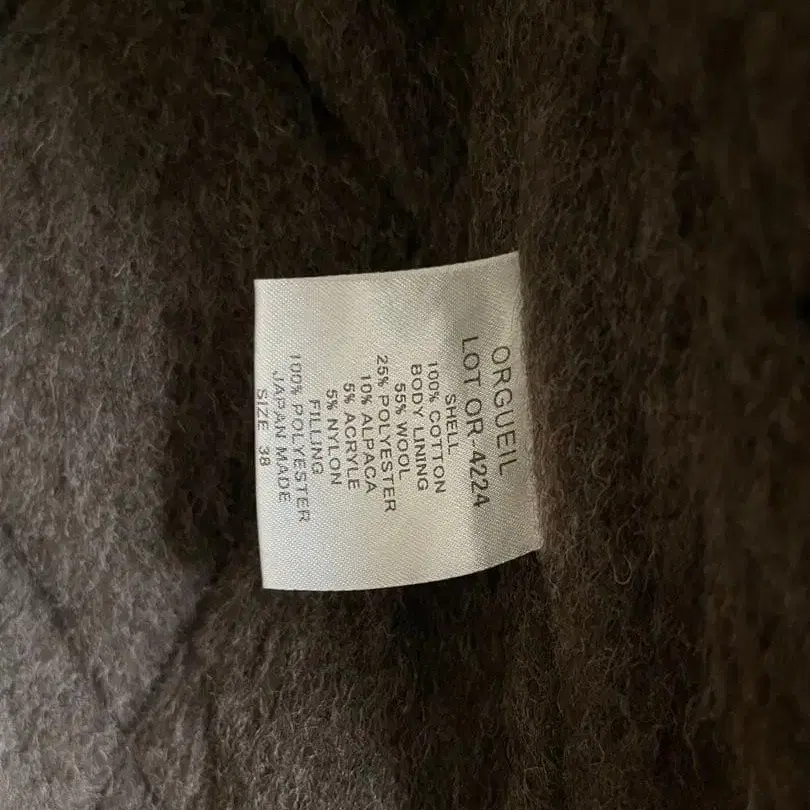 ORGUEIL
LOT OR-4224
SHELL
100% COTTON
BODY LINING
55% WOOL
25% POLYESTER
10% ALPACA
5% ACRYLE
5% NYLON
FILLING
100% POLYESTER
JAPAN MADE
SIZE 38